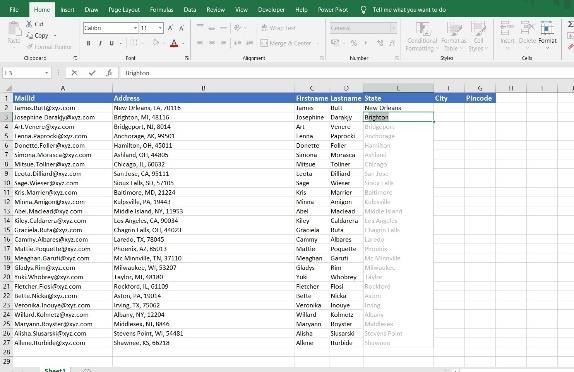 File Home Insert Draw Page Layout Formulas Data Review View Developer Help Power Pivot Tell me what you want to do
Cut
Copy
Format Painter
Paste
Calibri 11
B I U
Wrap Text
Merge & Center
General
Conditional Formatting Format as Table Cell Styles
Insert Delete Format
Clipboard Font Alignment Number Styles Cells
Brighton
A B C D E F G H I J
1 MailId Address Firstname Lastname State City Pincode
2 James.Butt@xyz.com New Orleans, LA, 70116 James Butt New Orleans
3 Josephine.Darakjy@xyz.com Brighton, MI, 48116 Josephine Darakjy Brighton
4 Art.Venere@xyz.com Bridgeport, NJ, 8014 Art Venere Bridgeport
5 Lenna.Paprocki@xyz.com Anchorage, AK, 99501 Lenna Paprocki Anchorage
6 Donette.Foller@xyz.com Hamilton, OH, 45011 Donette Foller Hamilton
7 Simona.Morasca@xyz.com Ashland, OH, 44805 Simona Morasca Ashland
8 Mitsue.Tollner@xyz.com Chicago, IL, 60632 Mitsue Tollner Chicago
9 Leota.Dilliard@xyz.com San Jose, CA, 95111 Leota Dilliard San Jose
10 Sage.Wieser@xyz.com Sioux Falls, SD, 57105 Sage Wieser Sioux Falls
11 Kris.Marrier@xyz.com Baltimore, MD, 21224 Kris Marrier Baltimore
12 Minna.Amigon@xyz.com Kulpsville, PA, 19443 Minna Amigon Kulpsville
13 Abel.Maclead@xyz.com Middle Island, NY, 11953 Abel Maclead Middle Island
14 Kiley.Caldarera@xyz.com Los Angeles, CA, 90034 Kiley Caldarera Los Angeles
15 Graciela.Ruta@xyz.com Chagrin Falls, OH, 44023 Graciela Ruta Chagrin Falls
16 Cammy.Albares@xyz.com Laredo, TX, 78045 Cammy Albares Laredo
17 Mattie.Poquette@xyz.com Phoenix, AZ, 85013 Mattie Poquette Phoenix
18 Meaghan.Garufi@xyz.com Mc Minnville, TN, 37110 Meaghan Garufi Mc Minnville
19 Gladys.Rim@xyz.com Milwaukee, WI, 53207 Gladys Rim Milwaukee
20 Yuki.Whobrey@xyz.com Taylor, MI, 48180 Yuki Whobrey Taylor
21 Fletcher.Flosi@xyz.com Rockford, IL, 61109 Fletcher Flosi Rockford
22 Bette.Nicka@xyz.com Aston, PA, 19014 Bette Nicka Aston
23 Veronika.Inouye@xyz.com Irving, TX, 75062 Veronika Inouye Irving
24 Willard.Kolmetz@xyz.com Albany, NY, 12204 Willard Kolmetz Albany
25 Maryann.Royster@xyz.com Middlesex, NJ, 8846 Maryann Royster Middlesex
26 Alisha.Slusarski@xyz.com Stevens Point, WI, 54481 Alisha Slusarski Stevens Point
27 Allene.Iturbide@xyz.com Shawnee, KS, 66218 Allene Iturbide Shawnee
28
29
Sheet1